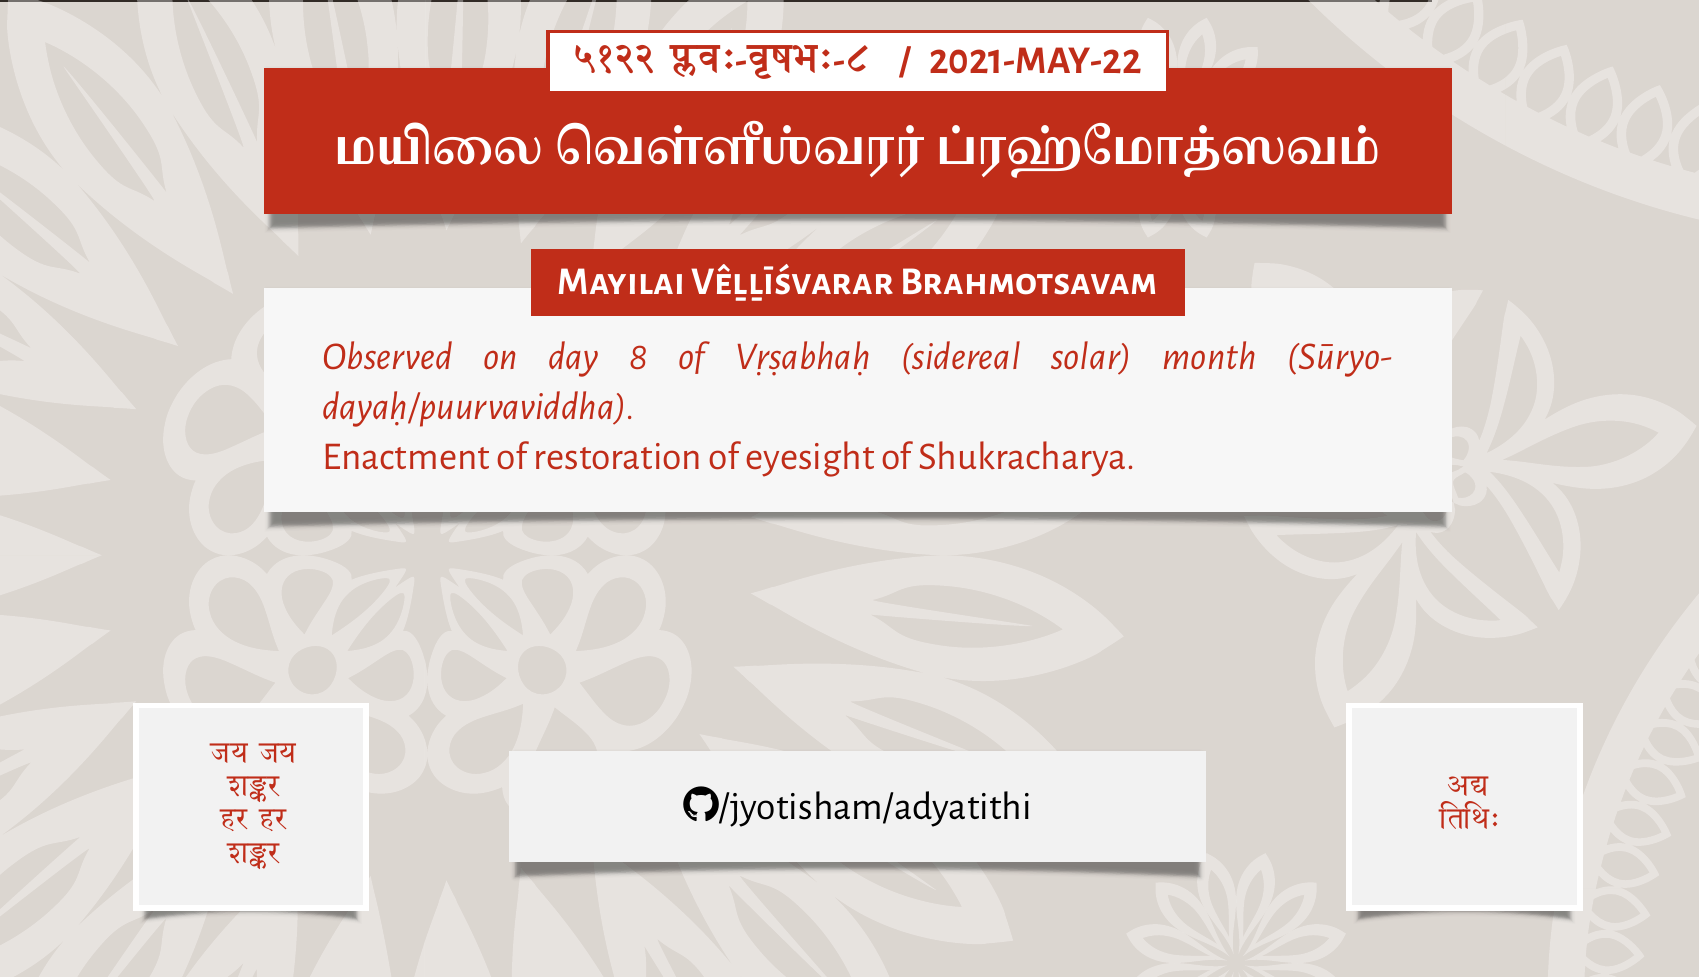 ५१२२ प्लवः-वृषभः-८ / 2021-MAY-22
மயிலை வெள்ளீஶ்வரர் ப்ரஹ்மோத்ஸவம்
Mayilai Vêḻḻīśvarar Brahmotsavam
Observed on day 8 of Vṛṣabhaḥ (sidereal solar) month (Sūryo-
dayaḥ/puurvaviddha).
Enactment of restoration of eyesight of Shukracharya.
जय जय
शङ्कर
हर हर
शङ्कर
/jyotisham/adyatithi
अद्य
तिथिः